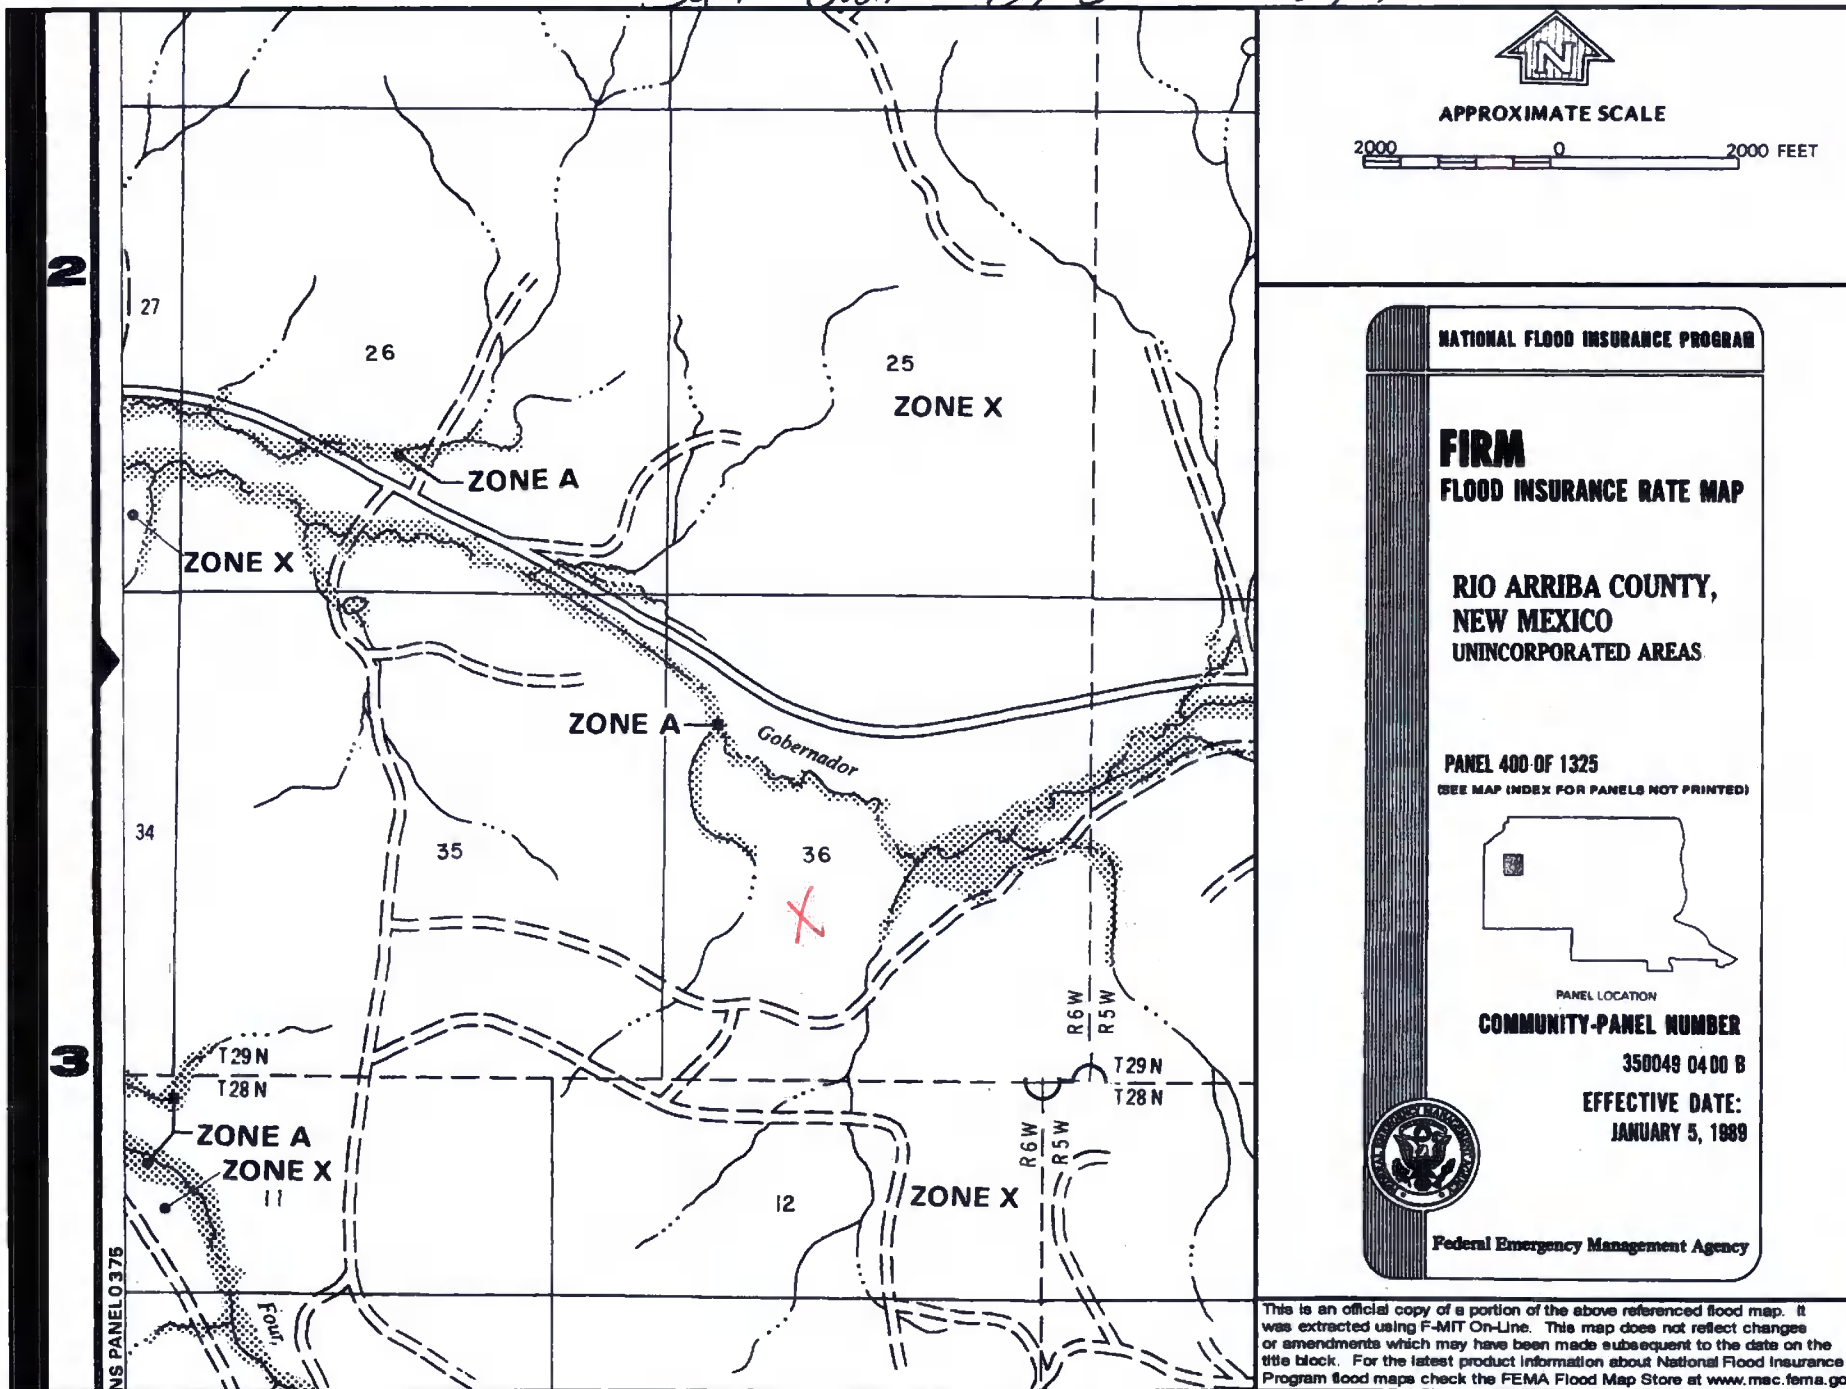 N
APPROXIMATE SCALE
2000 0 2000 FEET
2
27
26
25
ZONE X
ZONE A
ZONE X
ZONE A
Gobernador
34
35
36
X
R6W R5W
3
T29N
T28N
T29N
T28N
ZONE A
ZONE X
11
R6W R5W
12
ZONE X
Four
NS PANEL 0375
NATIONAL FLOOD INSURANCE PROGRAM
FIRM
FLOOD INSURANCE RATE MAP
RIO ARRIBA COUNTY,
NEW MEXICO
UNINCORPORATED AREAS
PANEL 400 OF 1325
(SEE MAP INDEX FOR PANELS NOT PRINTED)
PANEL LOCATION
COMMUNITY-PANEL NUMBER
350049 0400 B
EFFECTIVE DATE:
JANUARY 5, 1989
Federal Emergency Management Agency
This is an official copy of a portion of the above referenced flood map. It
was extracted using F-MIT On-Line. This map does not reflect changes
or amendments which may have been made subsequent to the date on the
title block. For the latest product information about National Flood Insurance
Program flood maps check the FEMA Flood Map Store at www.msc.fema.go